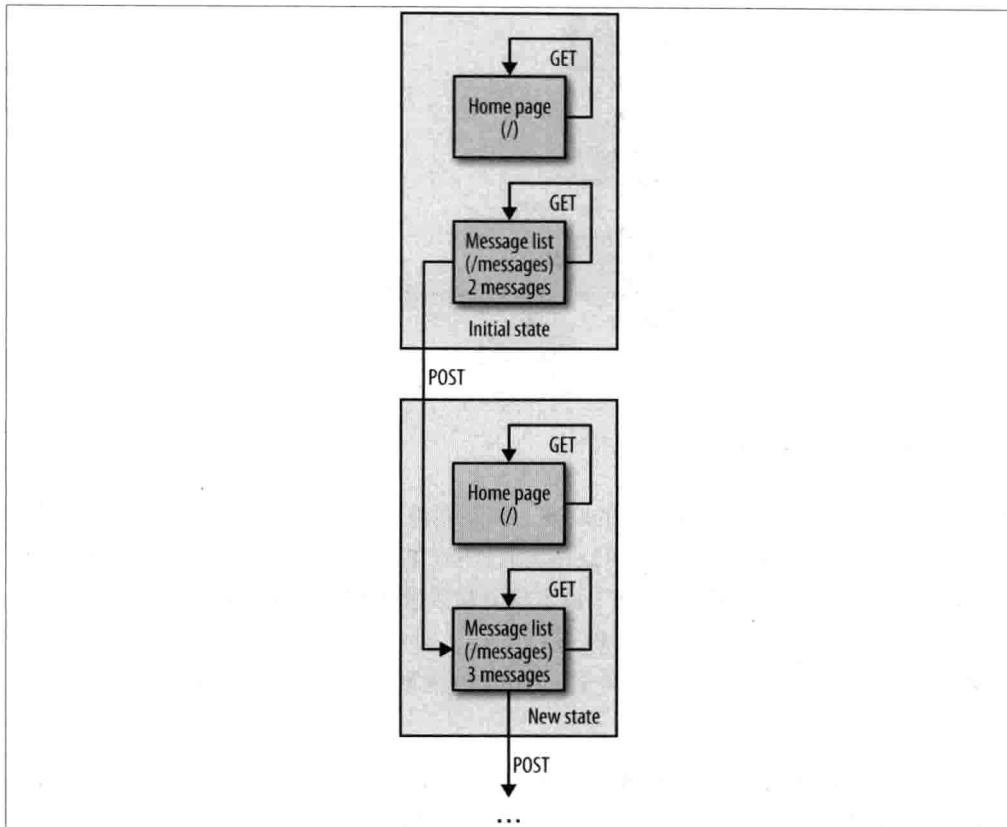 GET
Home page
(/)
GET
Message list
(/messages)
2 messages
Initial state
POST
GET
Home page
(/)
GET
Message list
(/messages)
3 messages
New state
POST
...